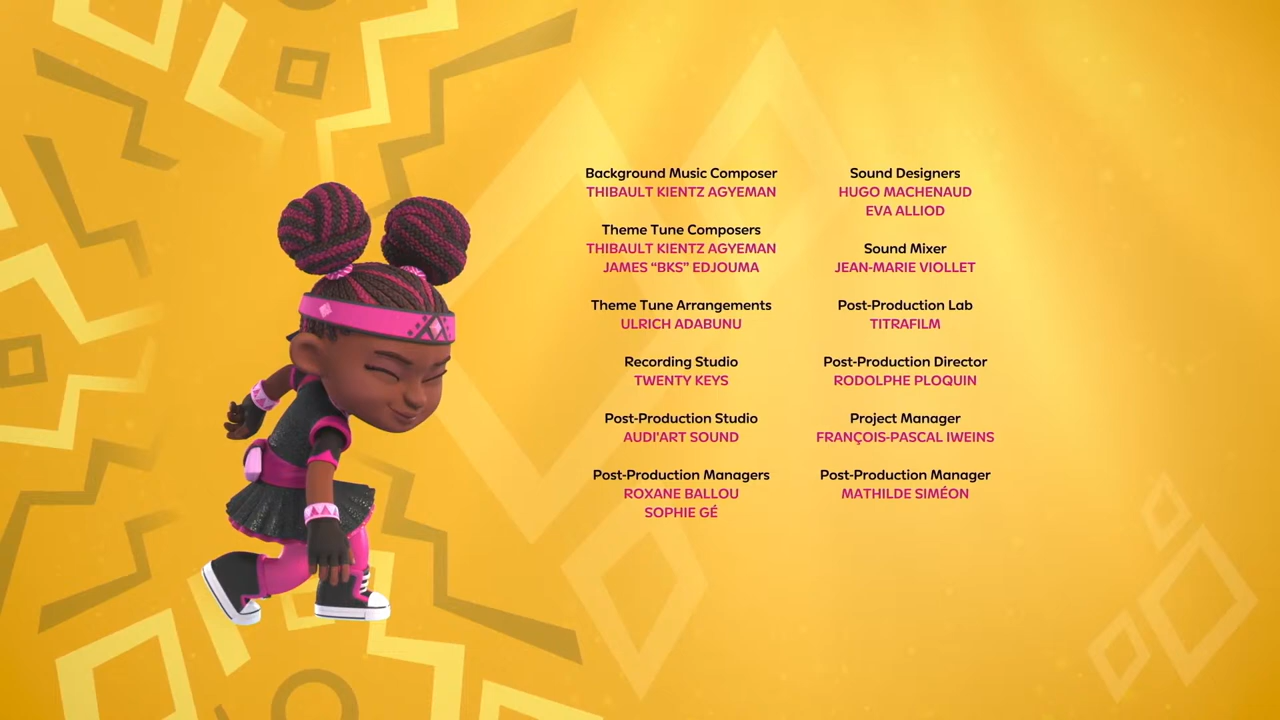 Background Music Composer
THIBAULT KIENTZ AGYEMAN
Theme Tune Composers
THIBAULT KIENTZ AGYEMAN
JAMES “BKS” EDJOUMA
Theme Tune Arrangements
ULRICH ADABUNU
Recording Studio
TWENTY KEYS
Post-Production Studio
AUDI'ART SOUND
Post-Production Managers
ROXANE BALLOU
SOPHIE GÉ
Sound Designers
HUGO MACHENAUD
EVA ALLIOD
Sound Mixer
JEAN-MARIE VIOLLET
Post-Production Lab
TITRAFILM
Post-Production Director
RODOLPHE PLOQUIN
Project Manager
FRANÇOIS-PASCAL IWEINS
Post-Production Manager
MATHILDE SIMÉON